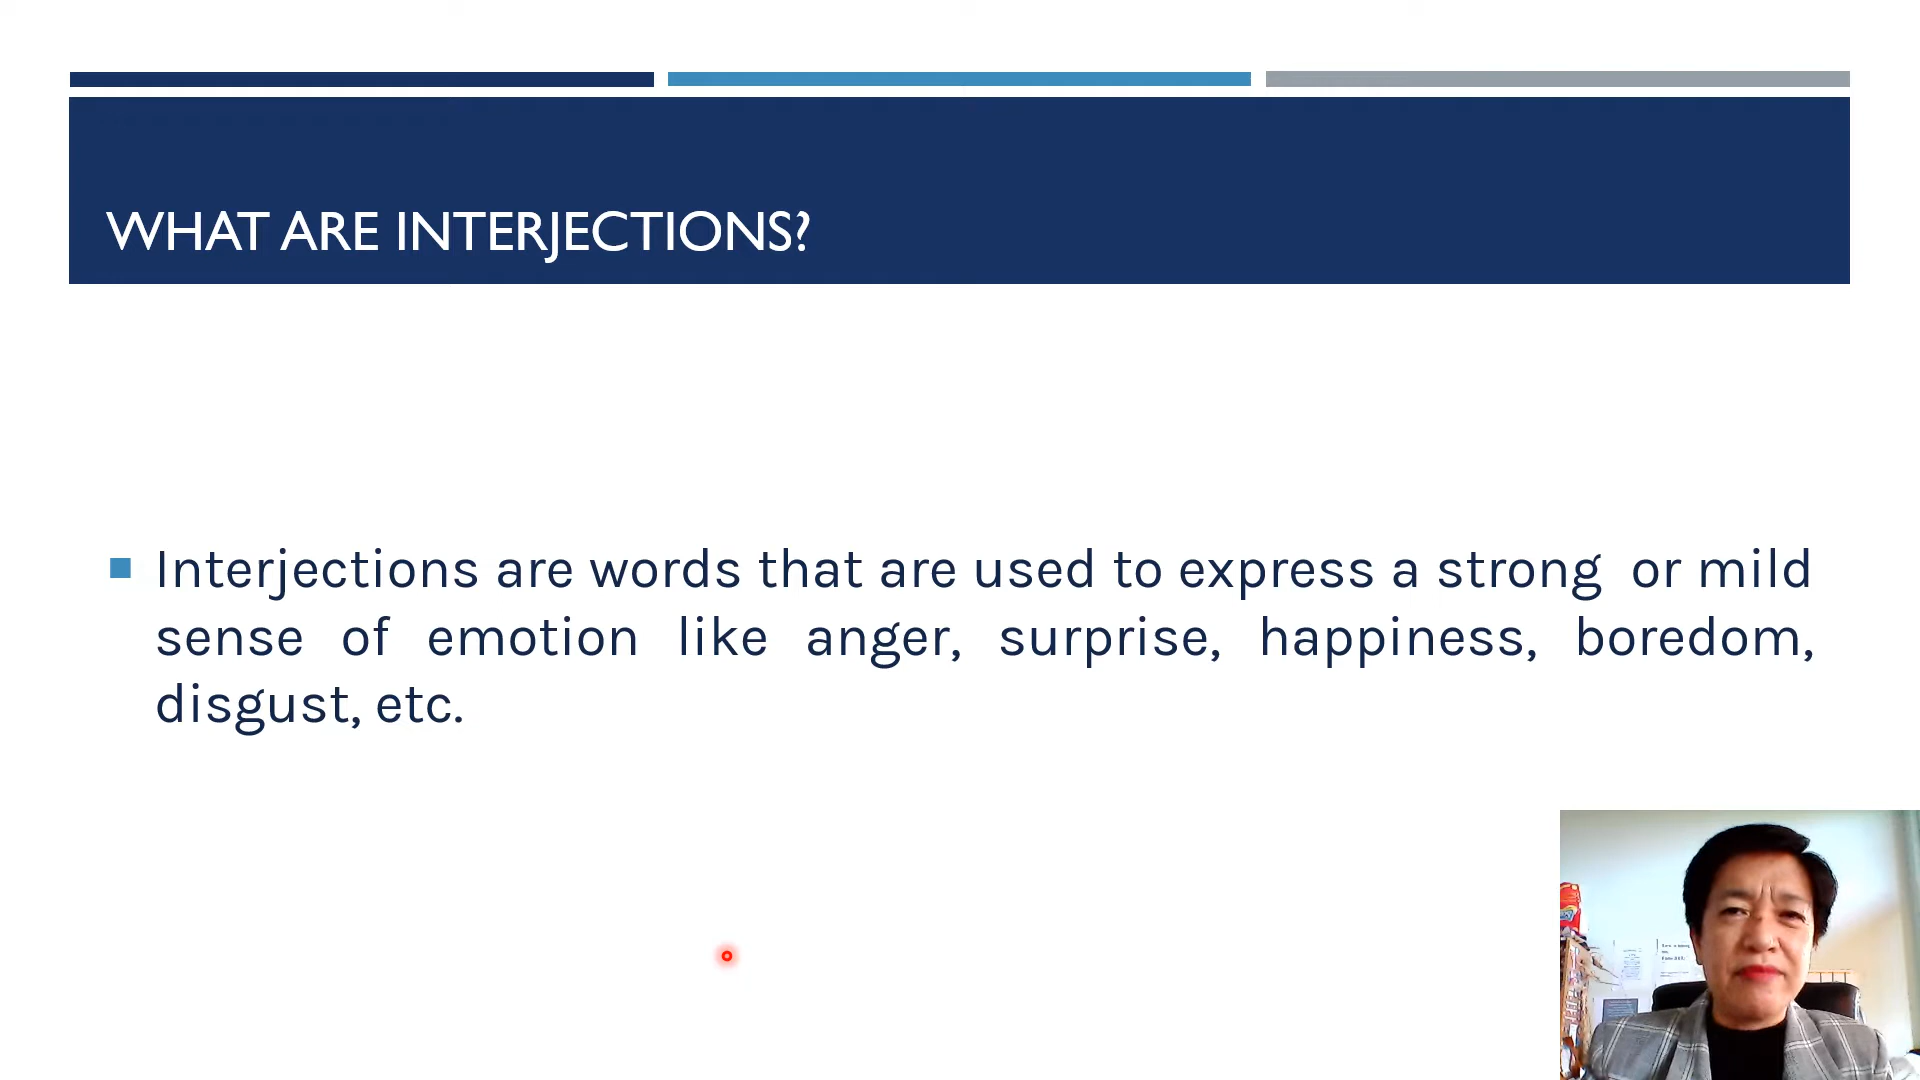 WHAT ARE INTERJECTIONS?
Interjections are words that are used to express a strong or mild
sense of emotion like anger, surprise, happiness, boredom,
disgust, etc.